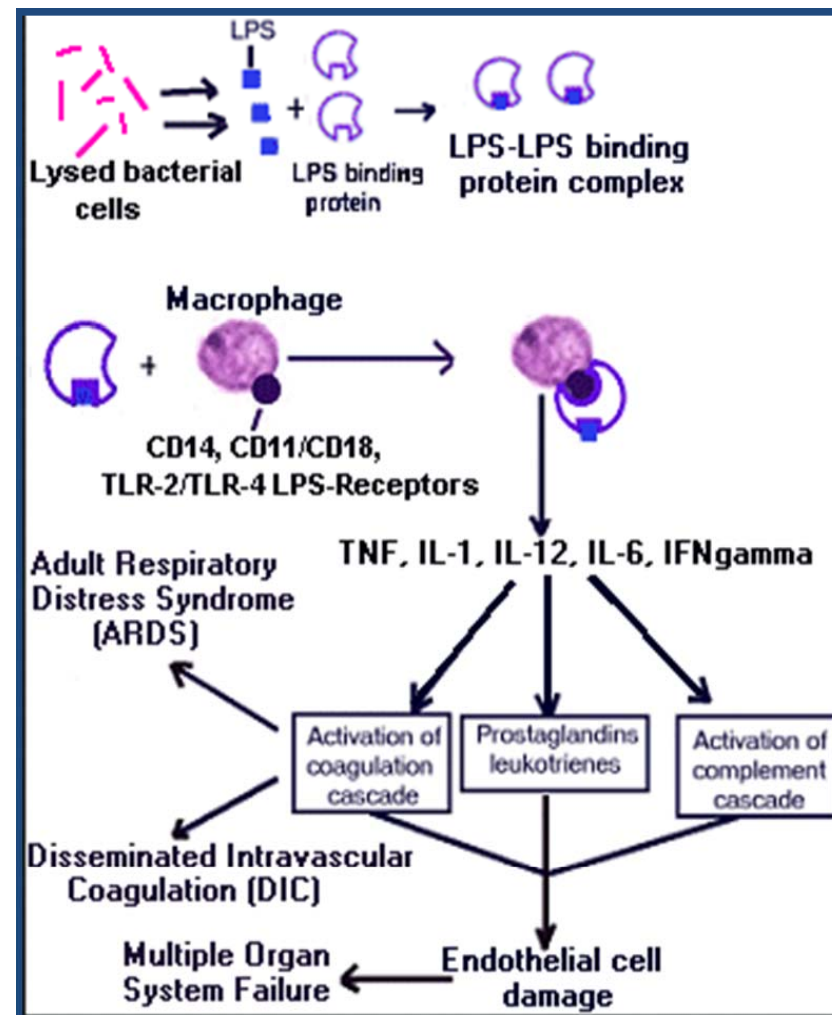 LPS
+
Lysed bacterial
cells
LPS binding
protein
LPS-LPS binding
protein complex
Macrophage
+
CD14, CD11/CD18,
TLR-2/TLR-4 LPS-Receptors
TNF, IL-1, IL-12, IL-6, IFNgamma
Adult Respiratory
Distress Syndrome
(ARDS)
Activation of
coagulation
cascade
Prostaglandins
leukotrienes
Activation of
complement
cascade
Disseminated Intravascular
Coagulation (DIC)
Multiple Organ
System Failure
Endothelial cell
damage